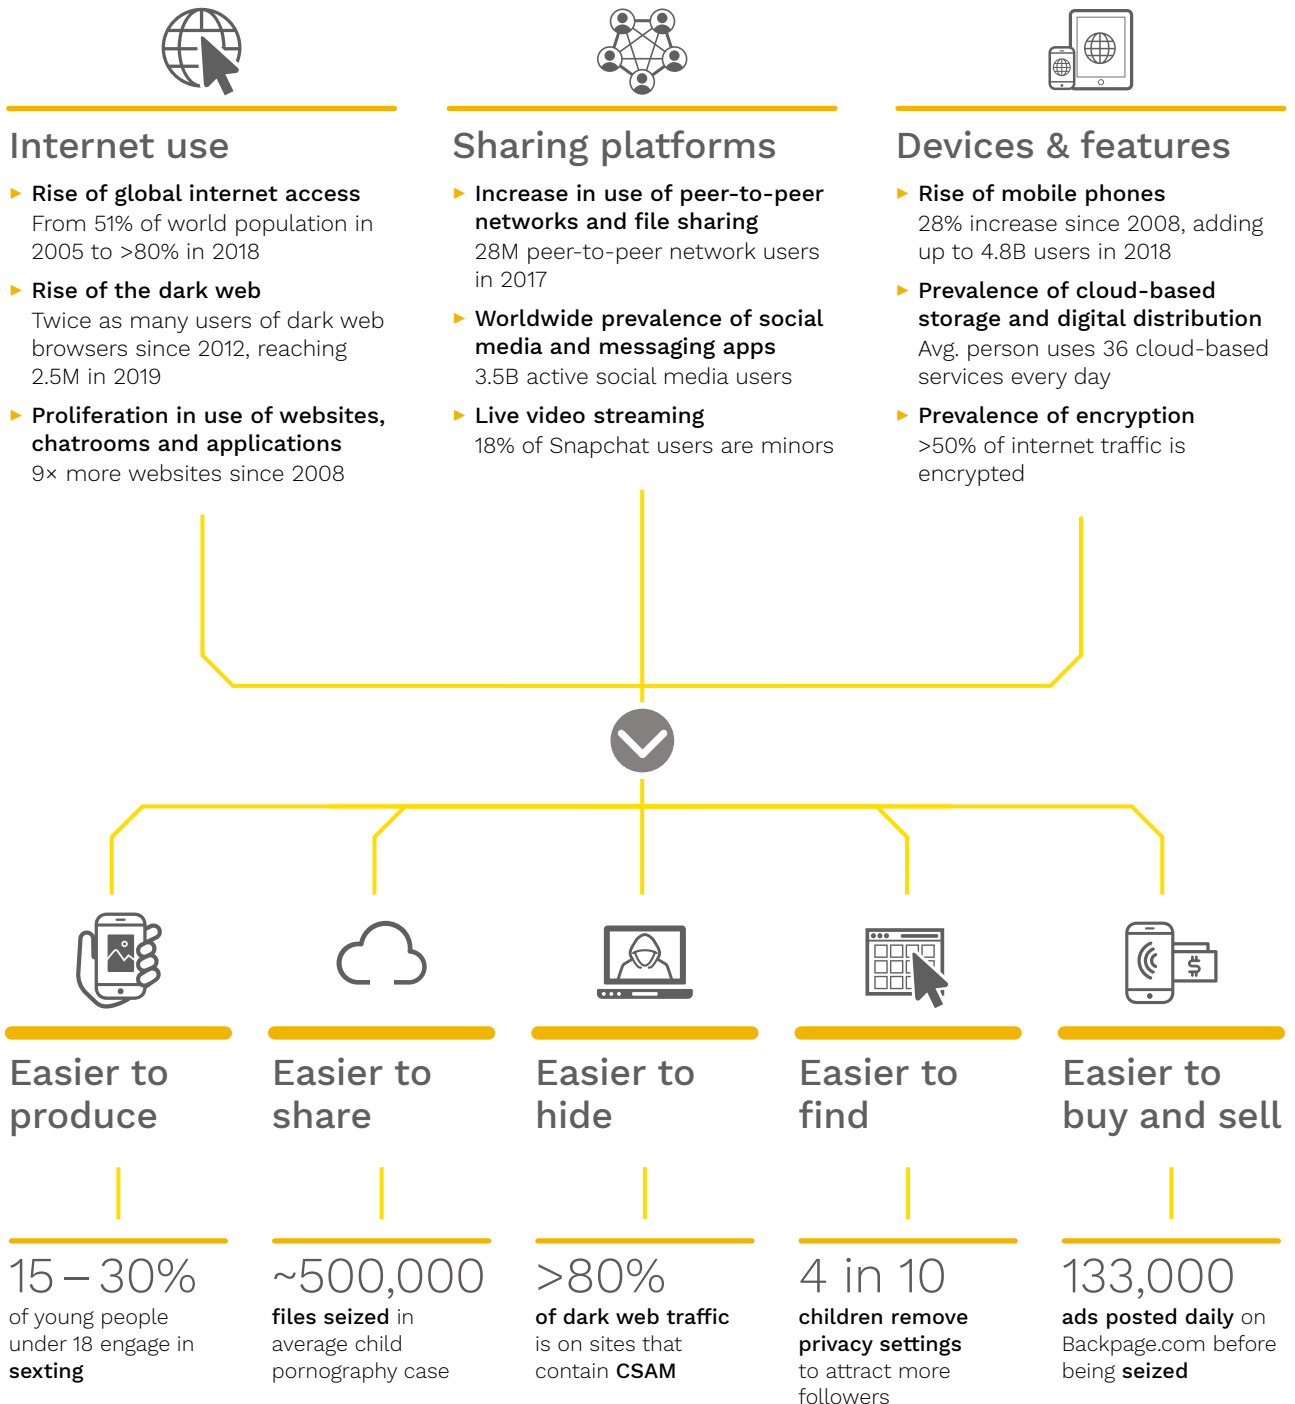 Internet use
► Rise of global internet access
From 51% of world population in
2005 to >80% in 2018
► Rise of the dark web
Twice as many users of dark web
browsers since 2012, reaching
2.5M in 2019
► Proliferation in use of websites,
chatrooms and applications
9× more websites since 2008
Sharing platforms
► Increase in use of peer-to-peer
networks and file sharing
28M peer-to-peer network users
in 2017
► Worldwide prevalence of social
media and messaging apps
3.5B active social media users
► Live video streaming
18% of Snapchat users are minors
Devices & features
► Rise of mobile phones
28% increase since 2008, adding
up to 4.8B users in 2018
► Prevalence of cloud-based
storage and digital distribution
Avg. person uses 36 cloud-based
services every day
► Prevalence of encryption
>50% of internet traffic is
encrypted
$
Easier to
produce
15 – 30%
of young people
under 18 engage in
sexting
Easier to
share
~500,000
files seized in
average child
pornography case
Easier to
hide
>80%
of dark web traffic
is on sites that
contain CSAM
Easier to
find
4 in 10
children remove
privacy settings
to attract more
followers
Easier to
buy and sell
133,000
ads posted daily on
Backpage.com before
being seized